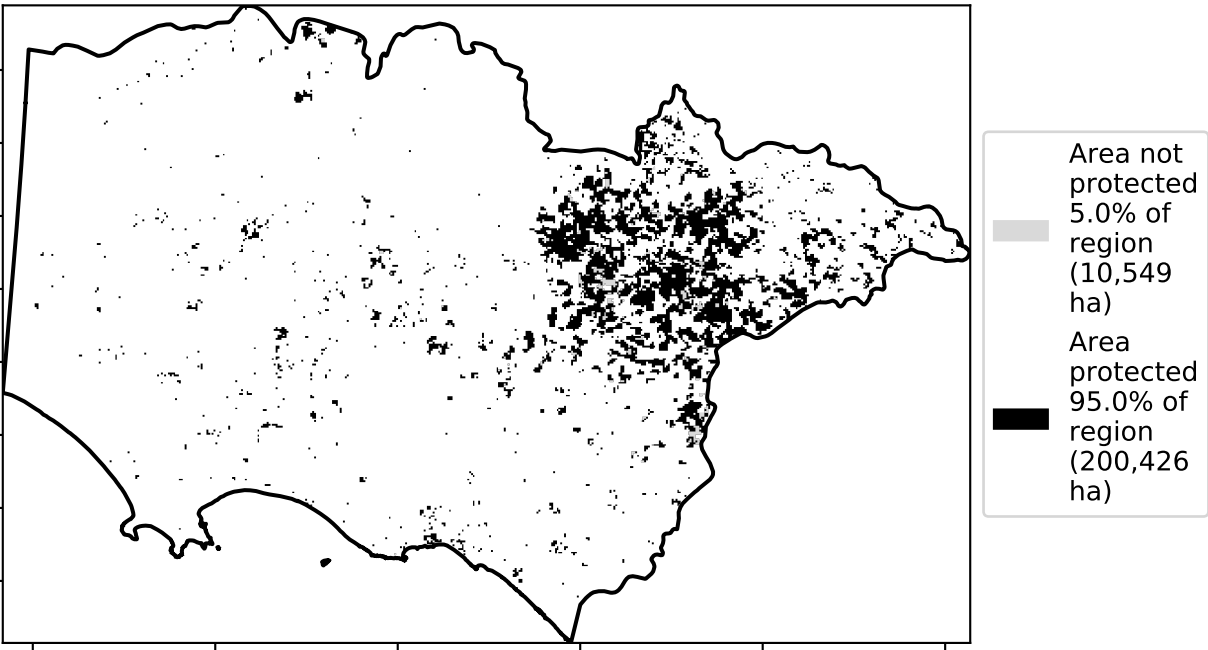 Area not
protected
5.0% of
region
(10,549
ha)
Area
protected
95.0% of
region
(200,426
ha)